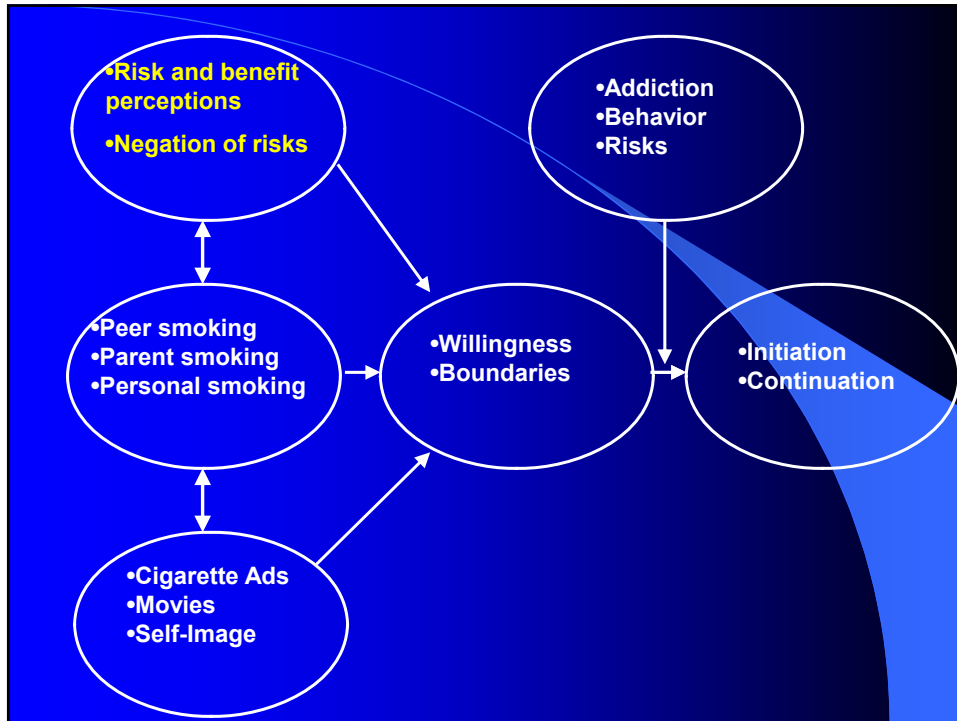 •Risk and benefit
perceptions
•Negation of risks
•Addiction
•Behavior
•Risks
•Peer smoking
•Parent smoking
•Personal smoking
•Willingness
•Boundaries
•Initiation
•Continuation
•Cigarette Ads
•Movies
•Self-Image